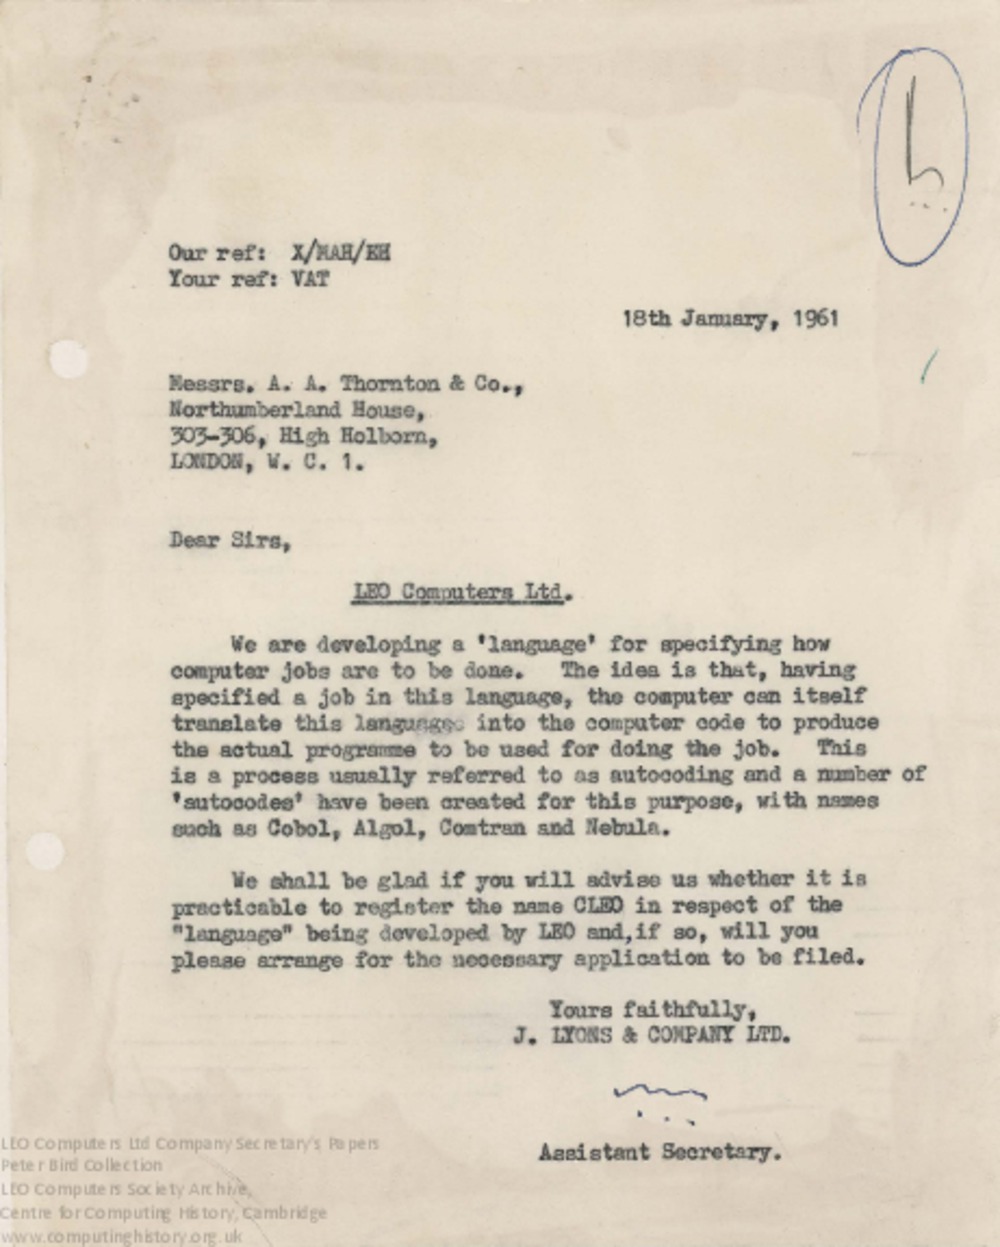 Our ref: X/MAH/EH
Your ref: VAT
18th January, 1961
Messrs. A. A. Thornton & Co.,
Northumberland House,
303-306, High Holborn,
LONDON, W. C. 1.
Dear Sirs,
LEO Computers Ltd.
We are developing a 'language' for specifying how
computer jobs are to be done. The idea is that, having
specified a job in this language, the computer can itself
translate this language into the computer code to produce
the actual programme to be used for doing the job. This
is a process usually referred to as autocoding and a number of
'autocodes' have been created for this purpose, with names
such as Cobol, Algol, Comtran and Nebula.
We shall be glad if you will advise us whether it is
practicable to register the name CLEO in respect of the
"language" being developed by LEO and,if so, will you
please arrange for the necessary application to be filed.
Yours faithfully,
J. LYONS & COMPANY LTD.
Assistant Secretary.
LEO Computers Ltd Company Secretary's Papers
Peter Bird Collection
LEO Computers Society Archive,
Centre for Computing History, Cambridge
www.computinghistory.org.uk